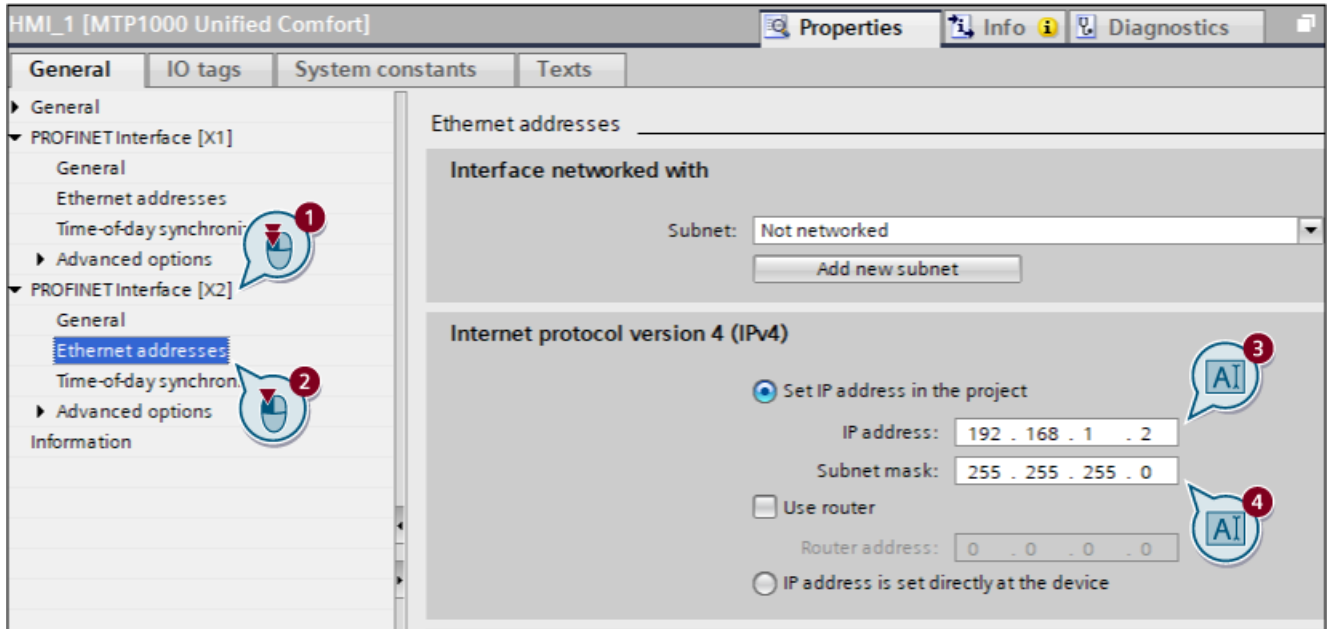 HMI_1 [MTP1000 Unified Comfort]
Properties
Info
Diagnostics
General
IO tags
System constants
Texts
General
PROFINET Interface [X1]
General
Ethernet addresses
Time-of-day synchroni
1
Advanced options
PROFINET Interface [X2]
General
Ethernet addresses
Time-of-day synchron
2
Advanced options
Information
Ethernet addresses
Interface networked with
Subnet: Not networked
Add new subnet
Internet protocol version 4 (IPv4)
3
AI
Set IP address in the project
IP address: 192 . 168 . 1 . 2
Subnet mask: 255 . 255 . 255 . 0
4
AI
Use router
Router address: 0 . 0 . 0 . 0
IP address is set directly at the device